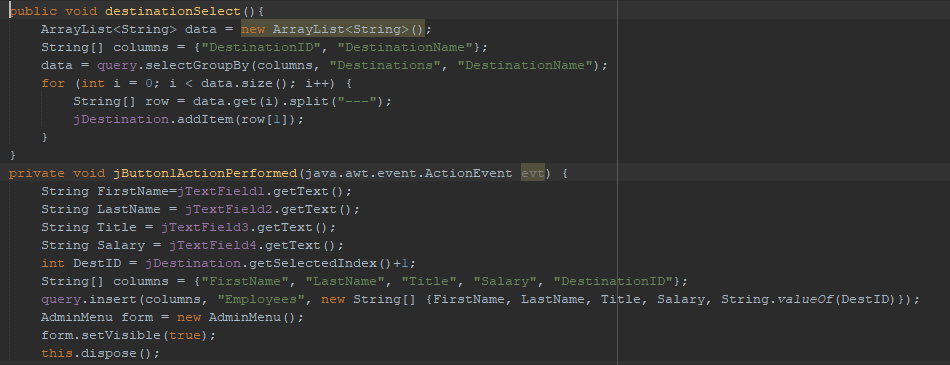 public void destinationSelect(){
ArrayList<String> data = new ArrayList<String>();
String[] columns = {"DestinationID", "DestinationName"};
data = query.selectGroupBy(columns, "Destinations", "DestinationName");
for (int i = 0; i < data.size(); i++) {
String[] row = data.get(i).split("---");
jDestination.addItem(row[1]);
}
}
private void jButton1ActionPerformed(java.awt.event.ActionEvent evt) {
String FirstName=jTextField1.getText();
String LastName = jTextField2.getText();
String Title = jTextField3.getText();
String Salary = jTextField4.getText();
int DestID = jDestination.getSelectedIndex()+1;
String[] columns = {"FirstName", "LastName", "Title", "Salary", "DestinationID"};
query.insert(columns, "Employees", new String[] {FirstName, LastName, Title, Salary, String.valueOf(DestID)});
AdminMenu form = new AdminMenu();
form.setVisible(true);
this.dispose();